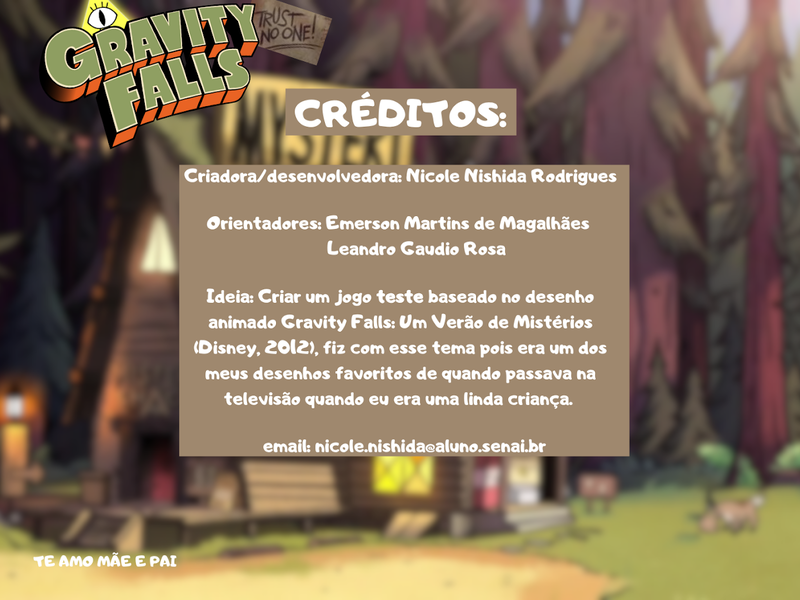 GRAVITY
FALLS
TRUST
NO ONE!
MYSTERY
CRÉDITOS:
Criadora/desenvolvedora: Nicole Nishida Rodrigues
Orientadores: Emerson Martins de Magalhães
Leandro Gaudio Rosa
Ideia: Criar um jogo teste baseado no desenho
animado Gravity Falls: Um Verão de Mistérios
(Disney, 2012), fiz com esse tema pois era um dos
meus desenhos favoritos de quando passava na
televisão quando eu era uma linda criança.
email: nicole.nishida@aluno.senai.br
TE AMO MÃE E PAI